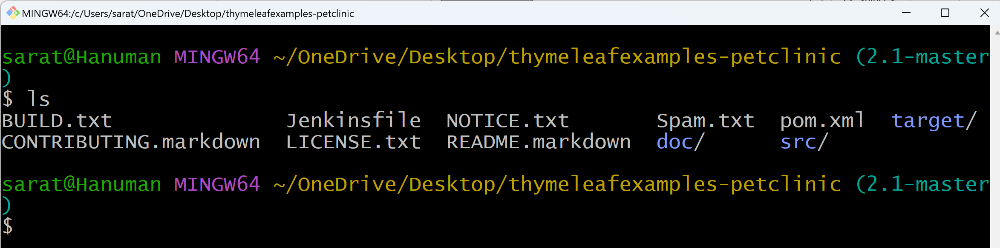 MINGW64:/c/Users/sarat/OneDrive/Desktop/thymeleafexamples-petclinic
sarat@Hanuman MINGW64 ~/OneDrive/Desktop/thymeleafexamples-petclinic (2.1-master
)
$ ls
BUILD.txt Jenkinsfile NOTICE.txt Spam.txt pom.xml target/
CONTRIBUTING.markdown LICENSE.txt README.markdown doc/ src/
sarat@Hanuman MINGW64 ~/OneDrive/Desktop/thymeleafexamples-petclinic (2.1-master
)
$